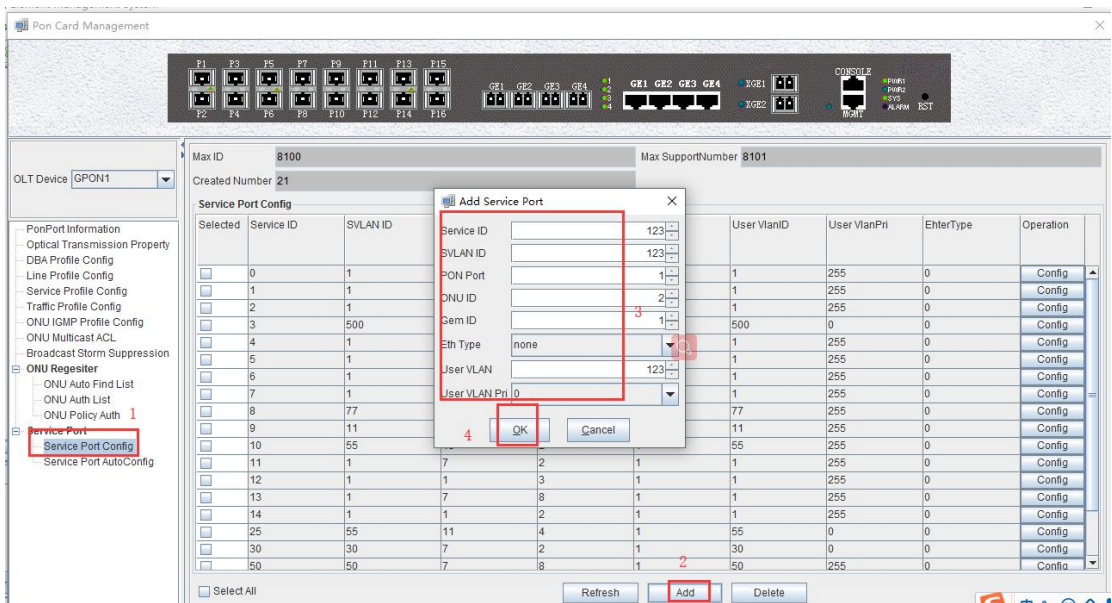 Pon Card Management
P1 P3 P5 P7 P9 P11 P13 P15
P2 P4 P6 P8 P10 P12 P14 P16
GE1 GE2 GE3 GE4
1
2
3
4
GE1 GE2 GE3 GE4
XGE1
XGE2
CONSOLE
MGMT
PWR1
PWR2
SYS
ALARM
RST
OLT Device GPON1
PonPort Information
Optical Transmission Property
DBA Profile Config
Line Profile Config
Service Profile Config
Traffic Profile Config
ONU IGMP Profile Config
ONU Multicast ACL
Broadcast Storm Suppression
ONU Regesiter
ONU Auto Find List
ONU Auth List
ONU Policy Auth 1
Service Port
Service Port Config
Service Port AutoConfig
Max ID 8100 Max SupportNumber 8101
Created Number 21
Service Port Config
Selected Service ID SVLAN ID User VlanID User VlanPri EhterType Operation
0 1 1 255 0 Config
1 1 1 255 0 Config
2 1 1 255 0 Config
3 500 500 0 0 Config
4 1 1 255 0 Config
5 1 1 255 0 Config
6 1 1 255 0 Config
7 1 1 255 0 Config
8 77 77 255 0 Config
9 11 11 255 0 Config
10 55 55 255 0 Config
11 1 7 2 1 1 255 0 Config
12 1 1 3 1 1 255 0 Config
13 1 7 8 1 1 255 0 Config
14 1 1 2 1 1 255 0 Config
25 55 11 4 1 55 0 0 Config
30 30 7 2 1 30 0 0 Config
50 50 7 8 1 50 255 0 Config
Add Service Port
Service ID 123
SVLAN ID 123
PON Port 1
ONU ID 2
Gem ID 1
3
Eth Type none
User VLAN 123
User VLAN Pri 0
4 OK Cancel
2
Select All Refresh Add Delete